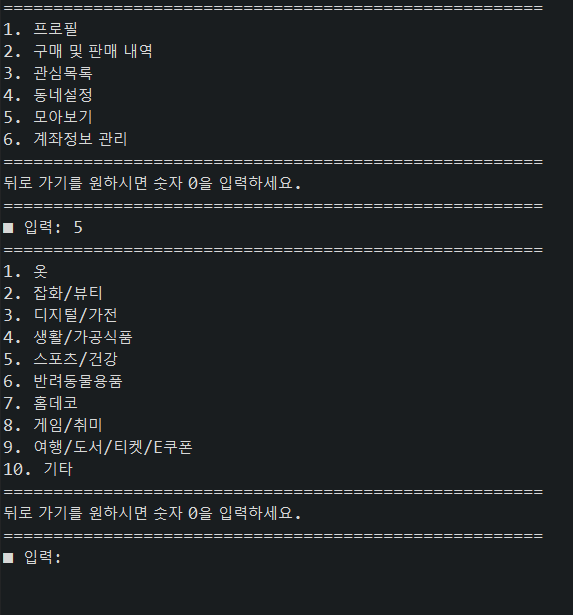 ======================================================
1. 프로필
2. 구매 및 판매 내역
3. 관심목록
4. 동네설정
5. 모아보기
6. 계좌정보 관리
======================================================
뒤로 가기를 원하시면 숫자 0을 입력하세요.
======================================================
■ 입력: 5
======================================================
1. 옷
2. 잡화/뷰티
3. 디지털/가전
4. 생활/가공식품
5. 스포츠/건강
6. 반려동물용품
7. 홈데코
8. 게임/취미
9. 여행/도서/티켓/E쿠폰
10. 기타
======================================================
뒤로 가기를 원하시면 숫자 0을 입력하세요.
======================================================
■ 입력: